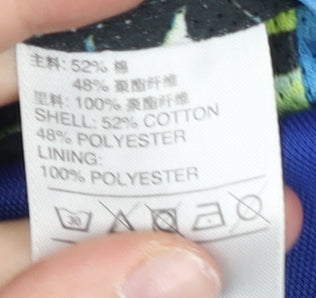 主料: 52% 棉
48% 聚酯纤维
里料: 100% 聚酯纤维
SHELL: 52% COTTON
48% POLYESTER
LINING:
100% POLYESTER
30